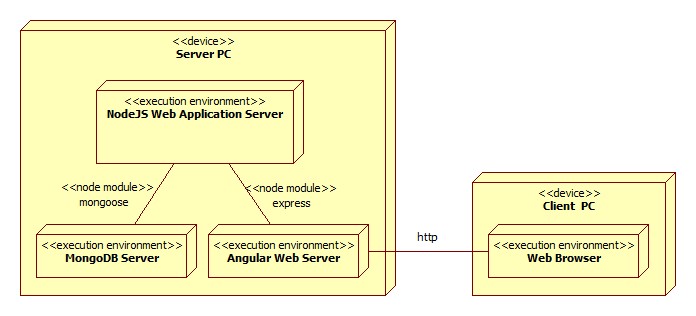 <<device>>
Server PC
<<execution environment>>
NodeJS Web Application Server
<<node module>>
mongoose
<<node module>>
express
<<execution environment>>
MongoDB Server
<<execution environment>>
Angular Web Server
http
<<device>>
Client PC
<<execution environment>>
Web Browser